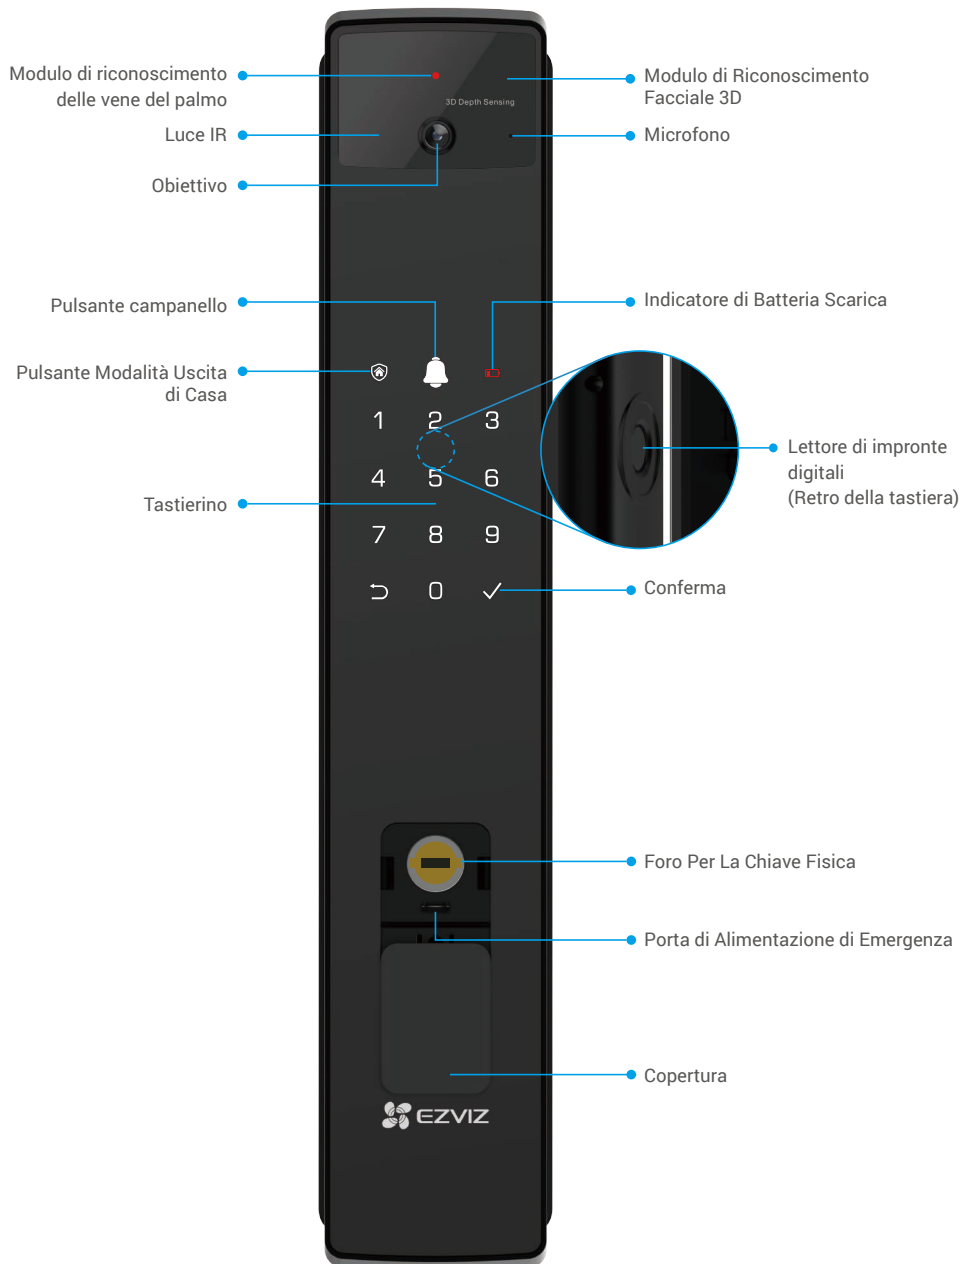 Modulo di riconoscimento
delle vene del palmo
Modulo di Riconoscimento
Facciale 3D
3D Depth Sensing
Luce IR
Microfono
Obiettivo
Pulsante campanello
Indicatore di Batteria Scarica
Pulsante Modalità Uscita
di Casa
1 2 3
Lettore di impronte
digitali
(Retro della tastiera)
4 5 6
Tastierino
7 8 9
0
Conferma
Foro Per La Chiave Fisica
Porta di Alimentazione di Emergenza
Copertura
EZVIZ